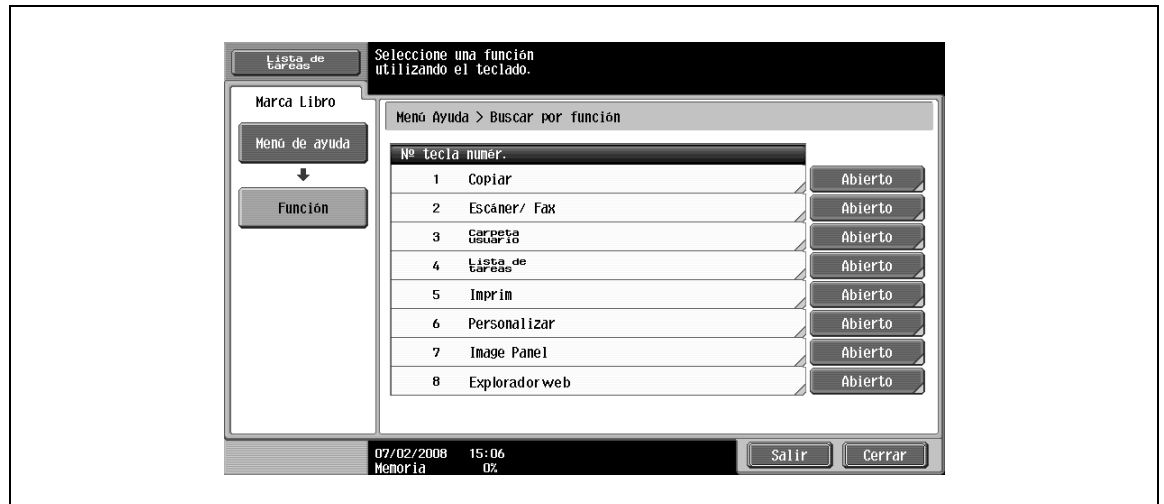 Lista de
tareas
Seleccione una función
utilizando el teclado.
Marca Libro
Menú de ayuda
Función
Menú Ayuda > Buscar por función
Nº tecla numér.
1 Copiar Abierto
2 Escáner/ Fax Abierto
3 Carpeta
usuario Abierto
4 Lista de
tareas Abierto
5 Imprim Abierto
6 Personalizar Abierto
7 Image Panel Abierto
8 Explorador web Abierto
07/02/2008 15:06
Memoria 0%
Salir Cerrar